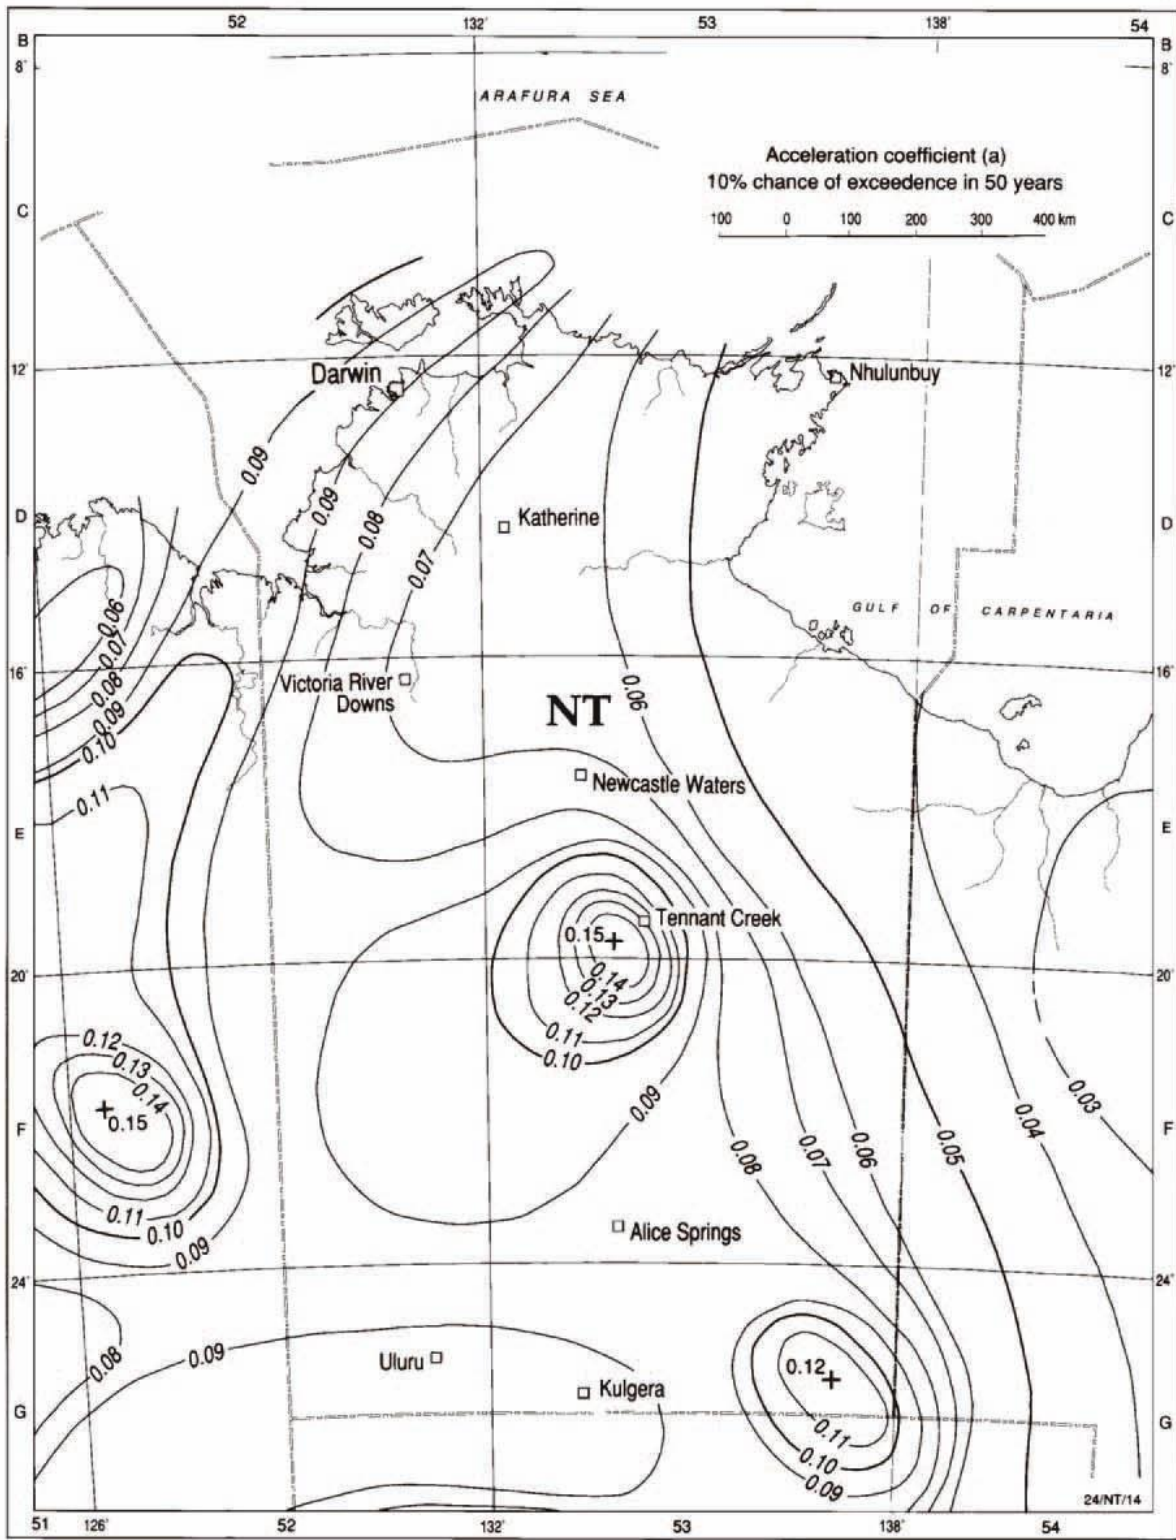 52 132° 53 138° 54
B B
8° 8°
ARAFURA SEA
Acceleration coefficient (a)
10% chance of exceedence in 50 years
100 0 100 200 300 400 km
C C
12° 12°
Darwin
Nhulunbuy
0.09
0.09
0.08
0.07
Katherine
D D
0.06
0.07
0.08
0.09
0.10
0.11
GULF OF CARPENTARIA
16° 16°
Victoria River
Downs
NT
0.06
Newcastle Waters
E E
Tennant Creek
0.15
0.14
0.13
0.12
0.11
0.10
0.09
20° 20°
0.12
0.13
0.14
0.15
0.11
0.10
0.09
F F
0.08
0.07
0.06
0.05
0.04
0.03
Alice Springs
24° 24°
0.08
0.09
Uluru
Kulgera
0.12
0.11
0.10
0.09
G G
24/NT/14
51 126° 52 132° 53 138° 54